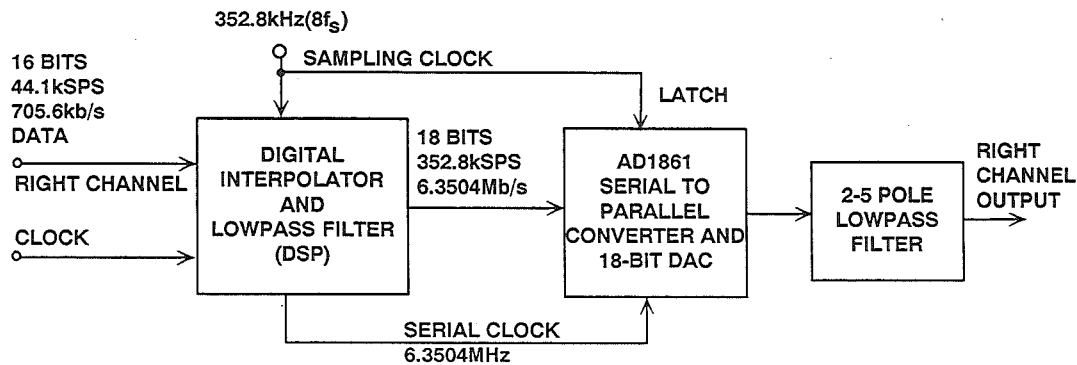 352.8kHz(8fs)
SAMPLING CLOCK
16 BITS
44.1kSPS
705.6kb/s
DATA
RIGHT CHANNEL
CLOCK
DIGITAL
INTERPOLATOR
AND
LOWPASS FILTER
(DSP)
18 BITS
352.8kSPS
6.3504Mb/s
LATCH
AD1861
SERIAL TO
PARALLEL
CONVERTER AND
18-BIT DAC
2-5 POLE
LOWPASS
FILTER
RIGHT
CHANNEL
OUTPUT
SERIAL CLOCK
6.3504MHz